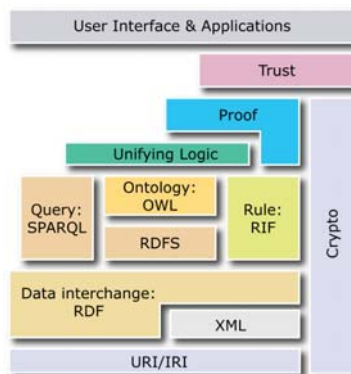 User Interface & Applications
Trust
Proof
Unifying Logic
Ontology:
OWL
Query:
SPARQL
RDFS
Rule:
RIF
Crypto
Data interchange:
RDF
XML
URI/IRI